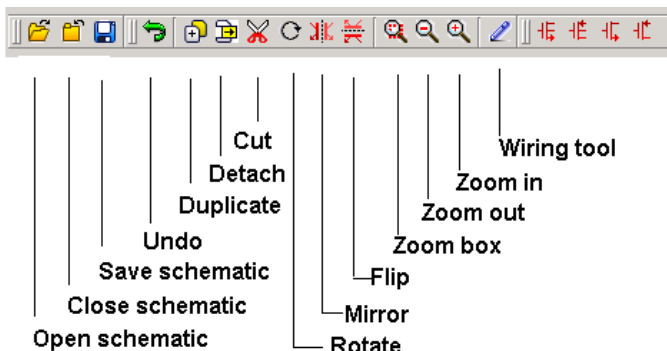 Cut
Wiring tool
Detach
Zoom in
Duplicate
Zoom out
Undo
Zoom box
Save schematic
Flip
Close schematic
Mirror
Open schematic
Rotate